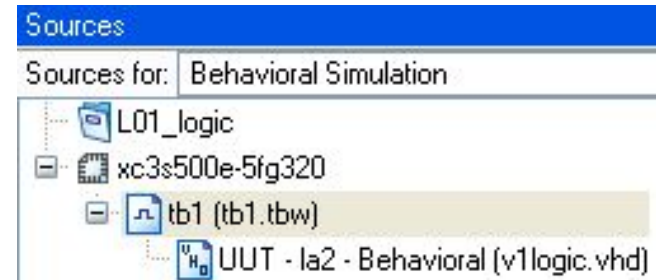 Sources
Sources for: Behavioral Simulation
L01_logic
xc3s500e-5fg320
tb1 (tb1.tbw)
UUT - la2 - Behavioral (v1logic.vhd)